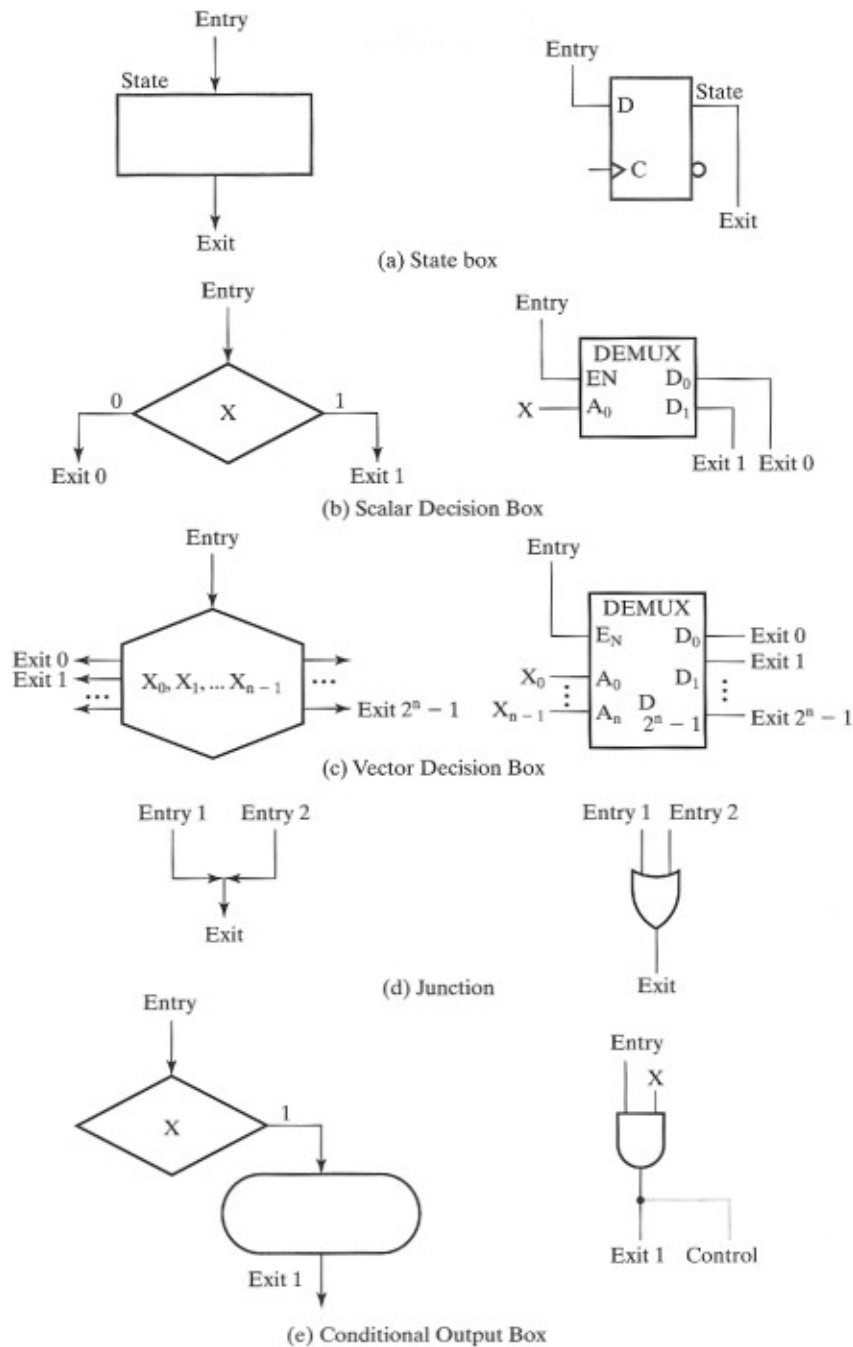 Entry
State
Exit
Entry
D
State
C
Exit
(a) State box
Entry
0
X
1
Exit 0
Exit 1
Entry
DEMUX
EN D₀
X
A₀ D₁
Exit 1 Exit 0
(b) Scalar Decision Box
Entry
Exit 0
Exit 1
...
X₀, X₁, ... Xₙ ₋ ₁
...
Exit 2ⁿ − 1
Entry
DEMUX
E_N D₀
Exit 0
Exit 1
X₀
A₀ D₁
Xₙ ₋ ₁
Aₙ
D
2ⁿ − 1
Exit 2ⁿ − 1
(c) Vector Decision Box
Entry 1 Entry 2
Exit
Entry 1 Entry 2
Exit
(d) Junction
Entry
X
1
Exit 1
Entry
X
Exit 1 Control
(e) Conditional Output Box